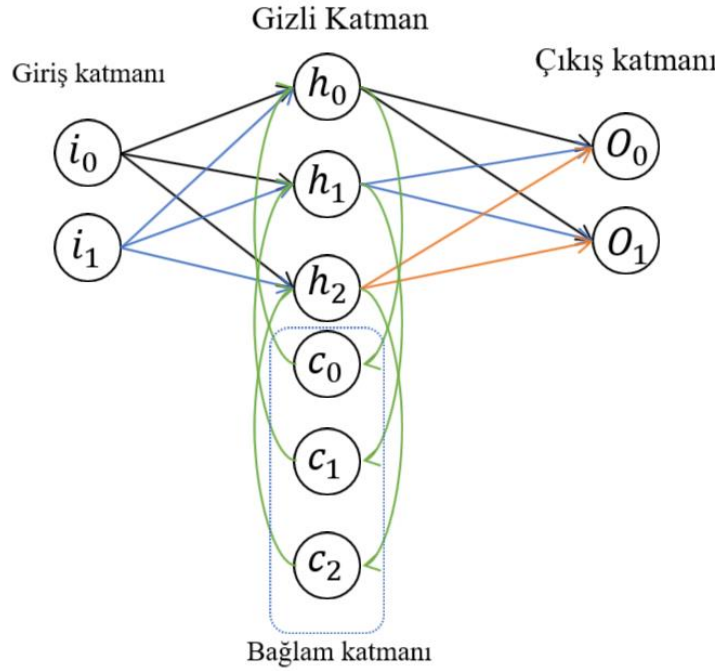 Gizli Katman
Giriş katmanı
Çıkış katmanı
h₀
i₀
O₀
h₁
i₁
O₁
h₂
c₀
c₁
c₂
Bağlam katmanı